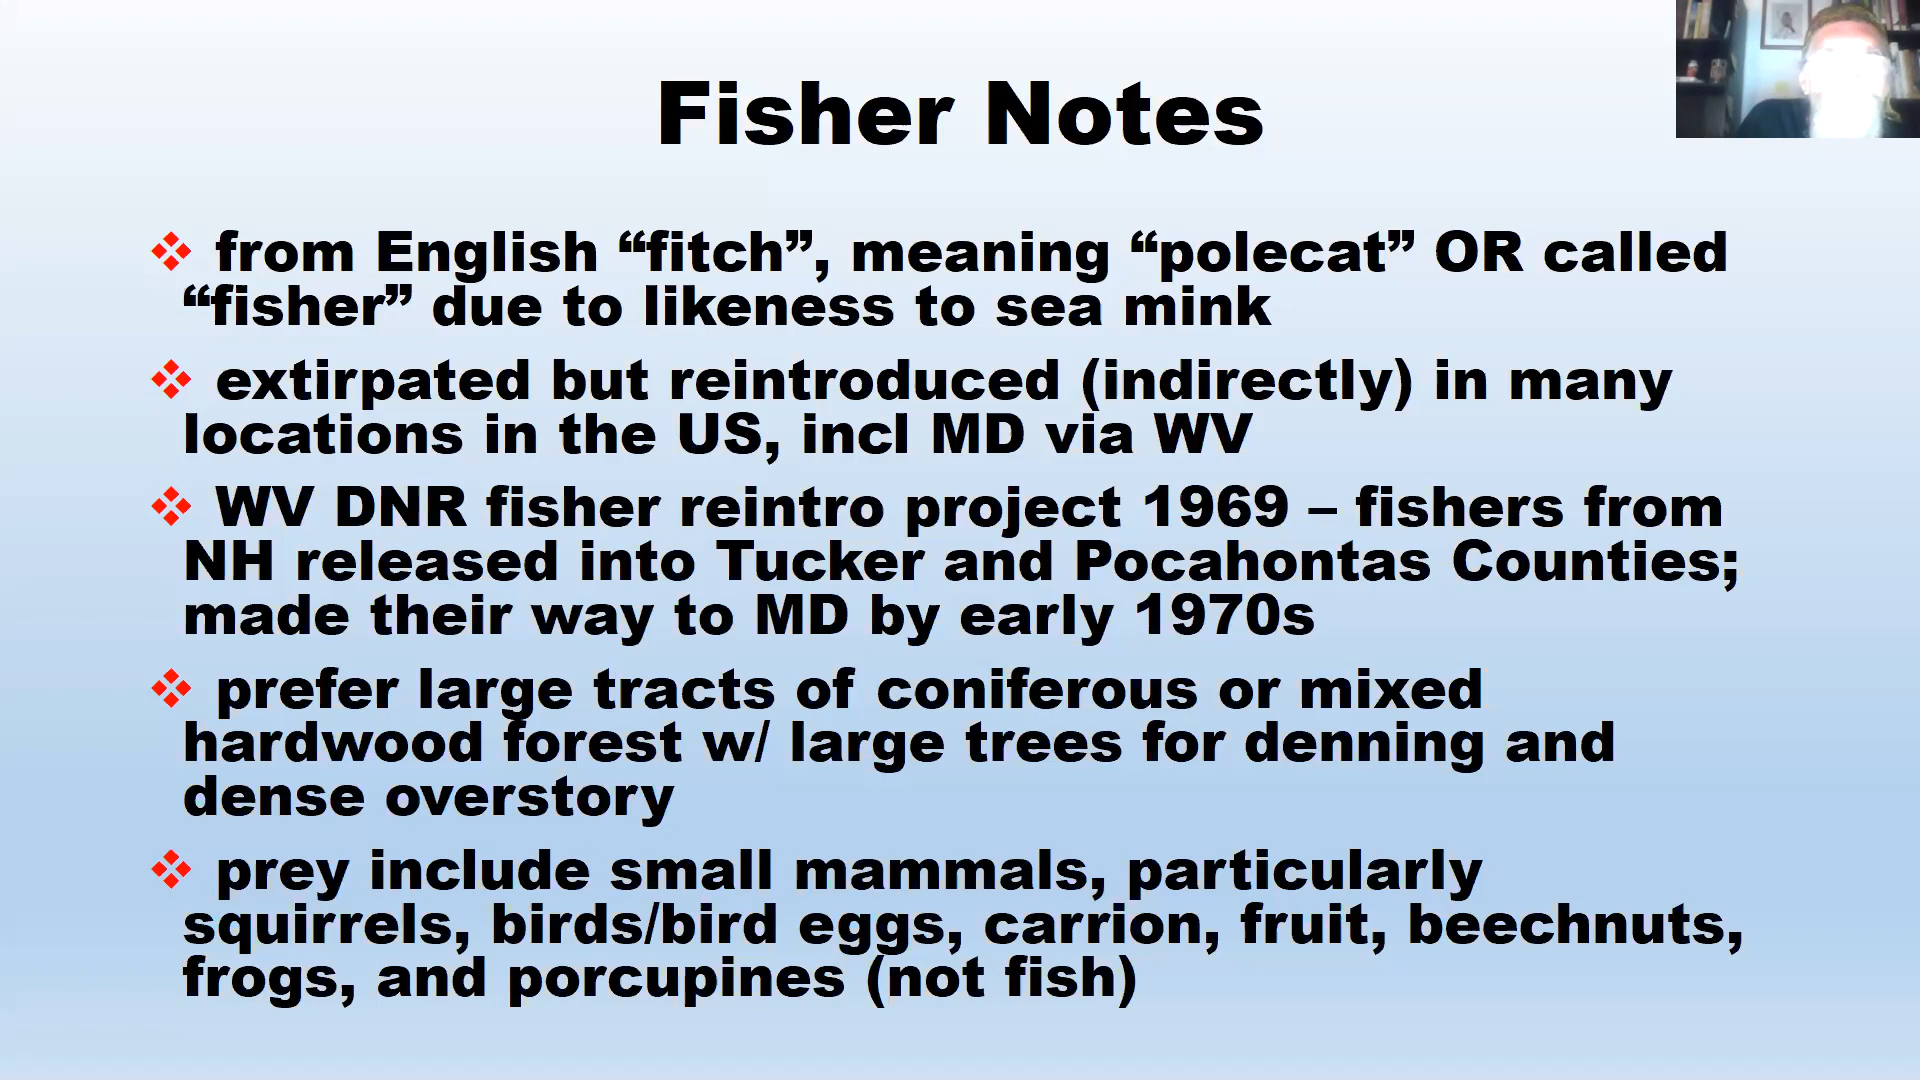 Fisher Notes
❖ from English “fitch”, meaning “polecat” OR called
“fisher” due to likeness to sea mink
❖ extirpated but reintroduced (indirectly) in many
locations in the US, incl MD via WV
❖ WV DNR fisher reintro project 1969 – fishers from
NH released into Tucker and Pocahontas Counties;
made their way to MD by early 1970s
❖ prefer large tracts of coniferous or mixed
hardwood forest w/ large trees for denning and
dense overstory
❖ prey include small mammals, particularly
squirrels, birds/bird eggs, carrion, fruit, beechnuts,
frogs, and porcupines (not fish)